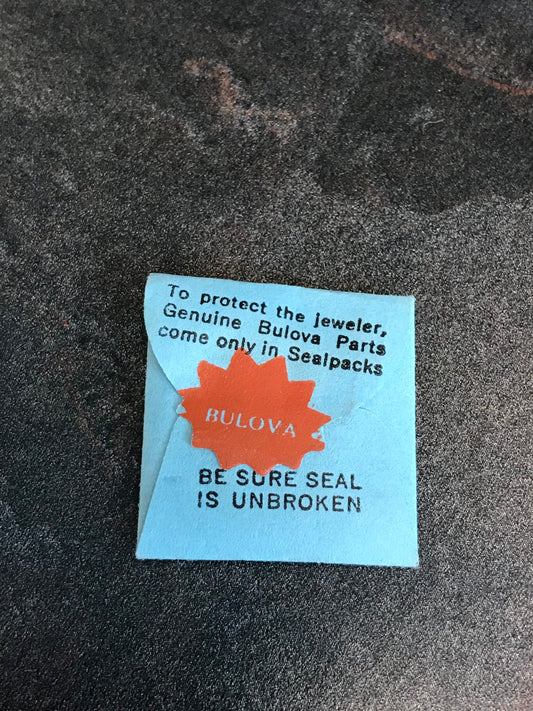 To protect the jeweler,
Genuine Bulova Parts
come only in Sealpacks
BULOVA
BE SURE SEAL
IS UNBROKEN